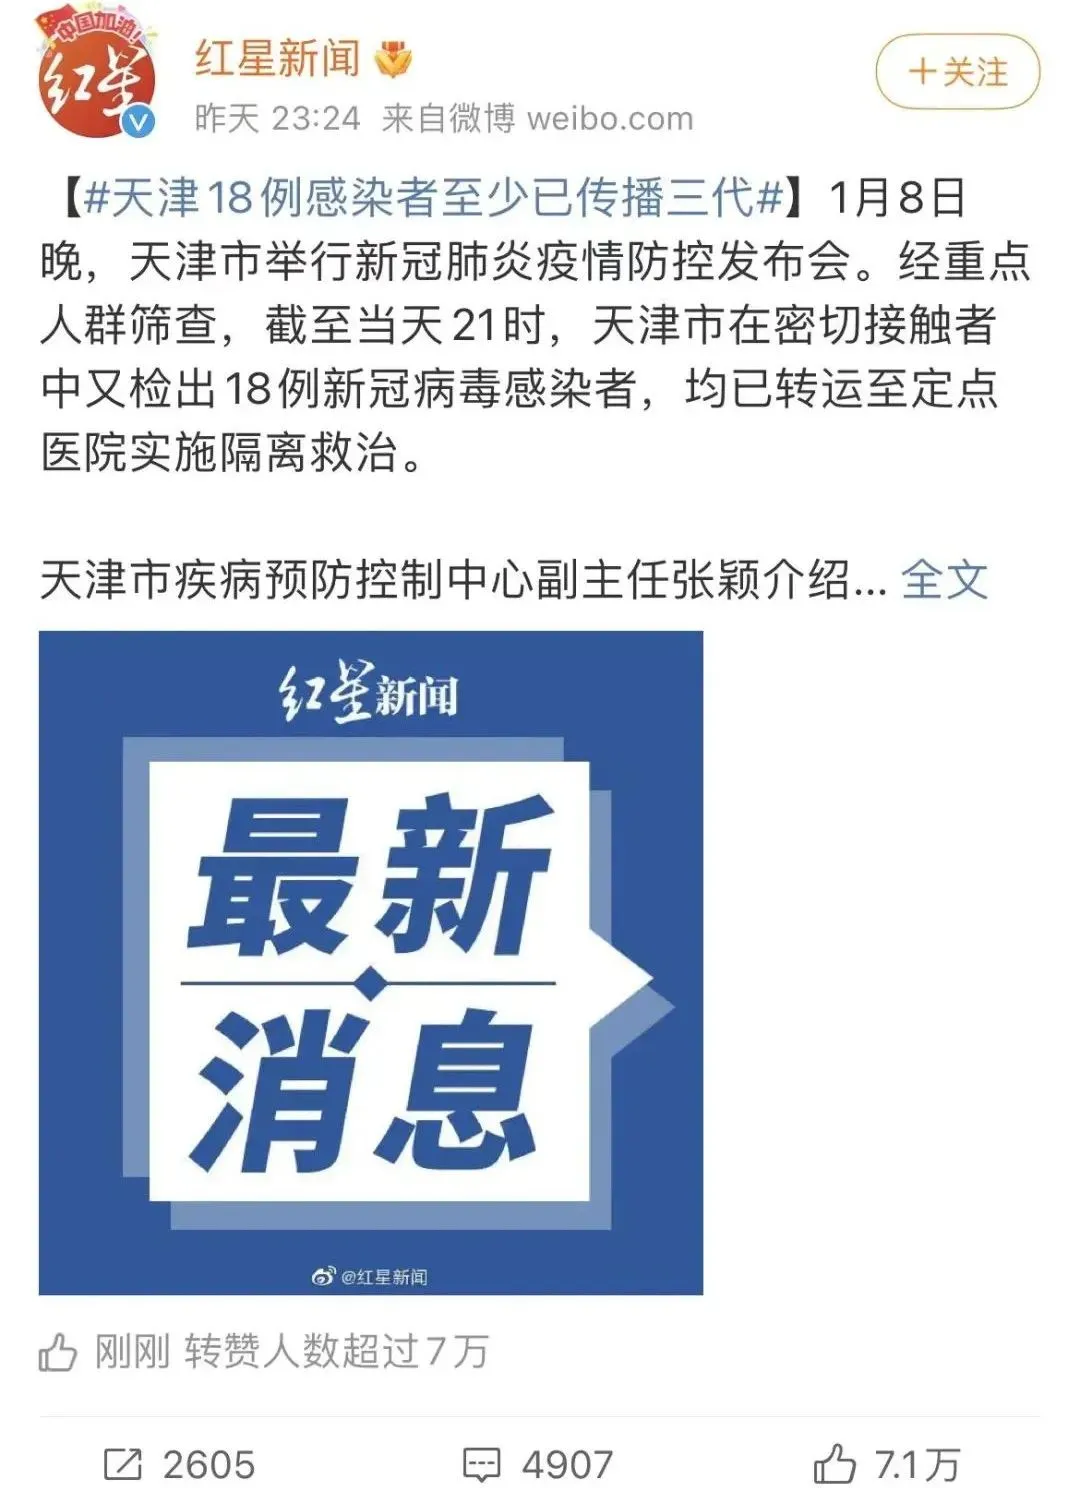 中国加油!
红星
红星新闻
+关注
昨天 23:24 来自微博 weibo.com
【#天津18例感染者至少已传播三代#】1月8日
晚，天津市举行新冠肺炎疫情防控发布会。经重点
人群筛查，截至当天21时，天津市在密切接触者
中又检出18例新冠病毒感染者，均已转运至定点
医院实施隔离救治。
天津市疾病预防控制中心副主任张颖介绍... 全文
红星新闻
最新
消息
@红星新闻
刚刚 转赞人数超过7万
2605 4907 7.1万